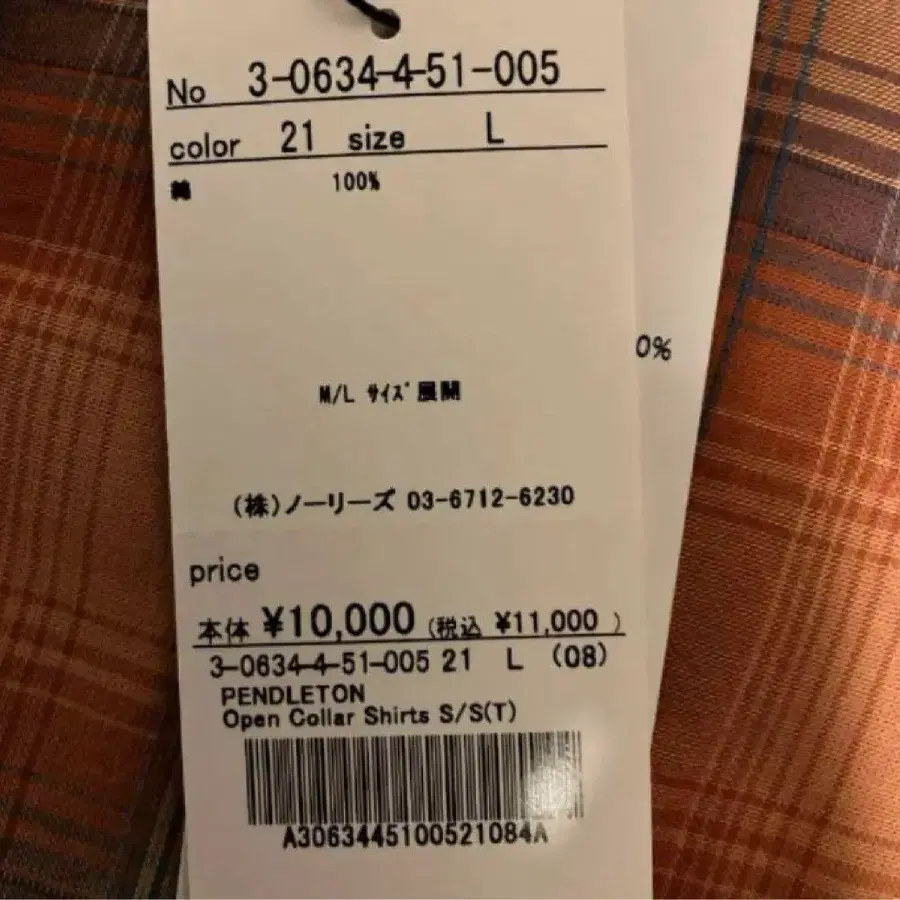 No 3-0634-4-51-005
color 21 size L
綿 100%
0%
M/L サイズ展開
(株)ノーリーズ 03-6712-6230
price
本体 ¥10,000 (税込 ¥11,000 )
3-0634-4-51-005 21 L (08)
PENDLETON
Open Collar Shirts S/S(T)
A3063445100521084A